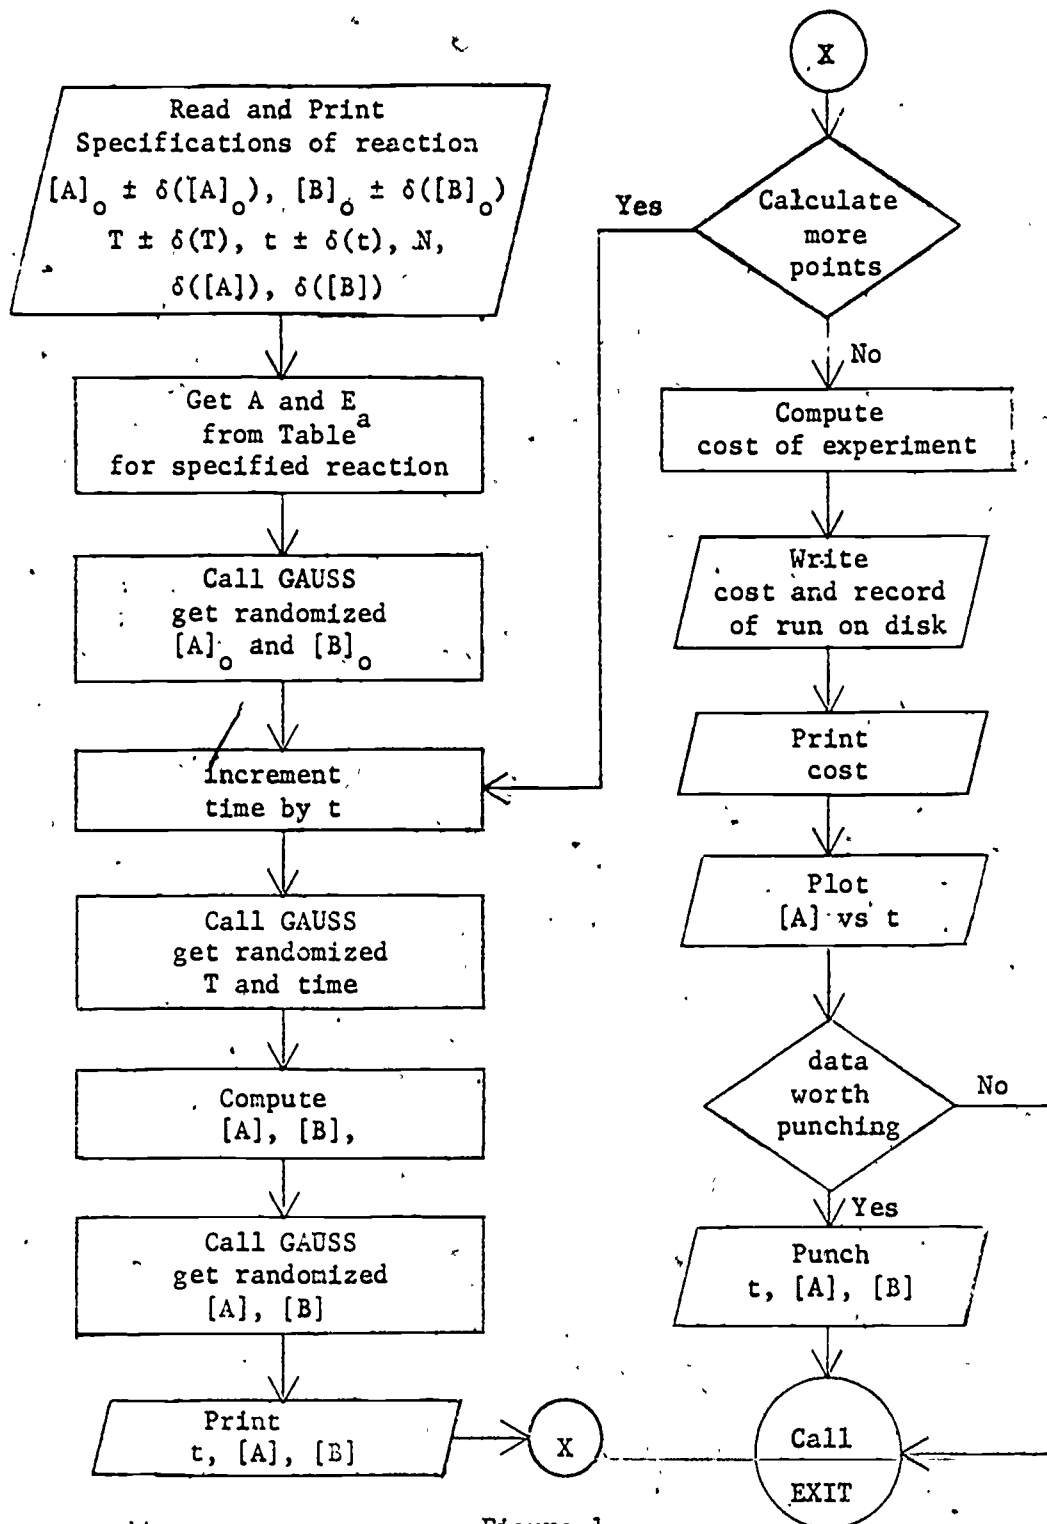 Read and Print
Specifications of reaction
[A]o ± δ([A]o), [B]o ± δ([B]o)
T ± δ(T), t ± δ(t), N,
δ([A]), δ([B])
Get A and E
from Table a
for specified reaction
Call GAUSS
get randomized
[A]o and [B]o
increment
time by t
Call GAUSS
get randomized
T and time
Compute
[A], [B],
Call GAUSS
get randomized
[A], [B]
Print
t, [A], [B]
X
X
Calculate
more
points
Yes
No
Compute
cost of experiment
Write
cost and record
of run on disk
Print
cost
Plot
[A] vs t
data
worth
punching
No
Yes
Punch
t, [A], [B]
Call
EXIT
Figure 1